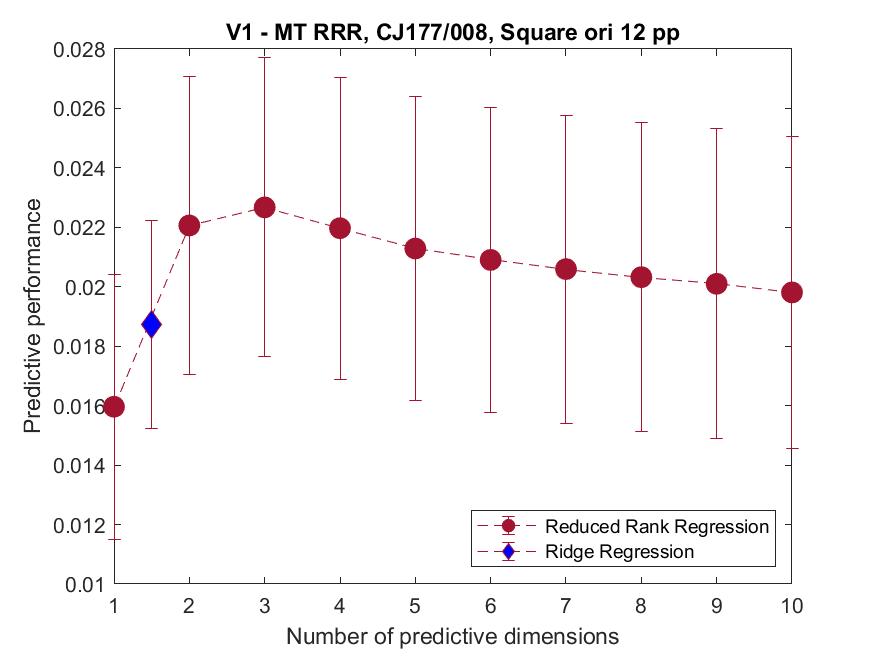 V1 - MT RRR, CJ177/008, Square ori 12 pp
0.028
0.026
0.024
0.022
0.02
0.018
0.016
0.014
0.012
0.01
Predictive performance
Reduced Rank Regression
Ridge Regression
1 2 3 4 5 6 7 8 9 10
Number of predictive dimensions